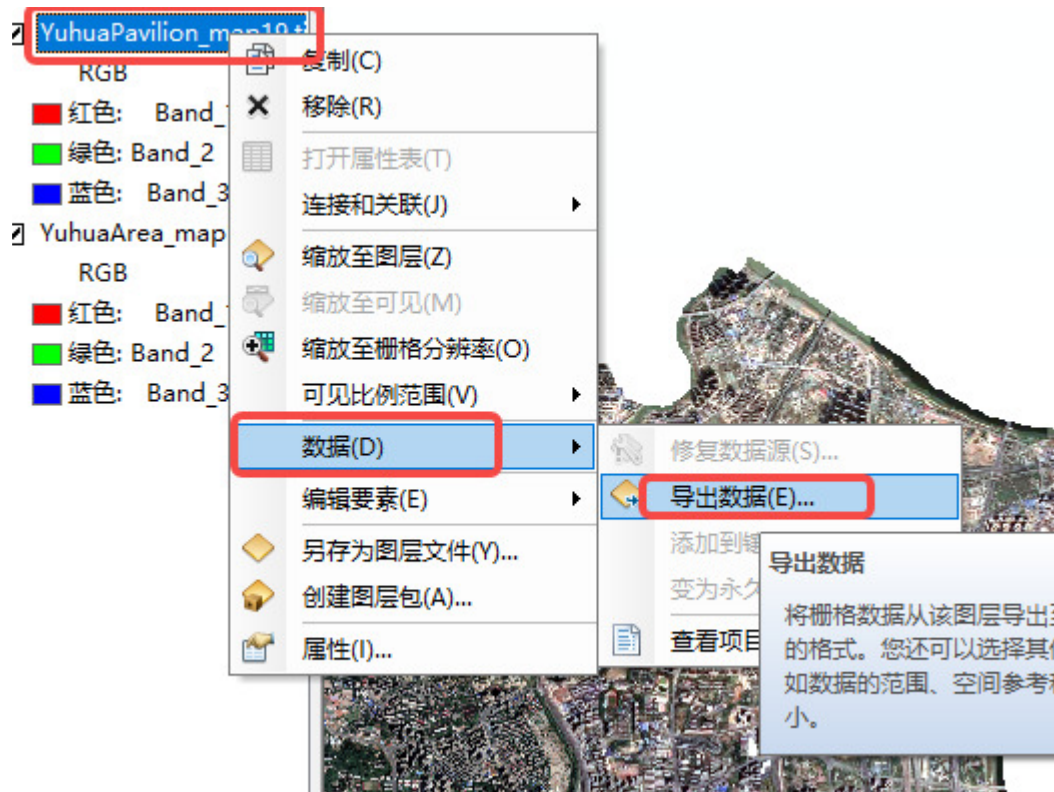 YuhuaPavilion_map19.t
RGB
红色: Band_
绿色: Band_2
蓝色: Band_3
YuhuaArea_map
RGB
红色: Band_
绿色: Band_2
蓝色: Band_3
复制(C)
移除(R)
打开属性表(T)
连接和关联(J)
缩放至图层(Z)
缩放至可见(M)
缩放至栅格分辨率(O)
可见比例范围(V)
数据(D)
编辑要素(E)
另存为图层文件(Y)...
创建图层包(A)...
属性(I)...
修复数据源(S)...
导出数据(E)...
添加到镶
变为永久
查看项目
导出数据
将栅格数据从该图层导出至
的格式。您还可以选择其他
如数据的范围、空间参考和
小。